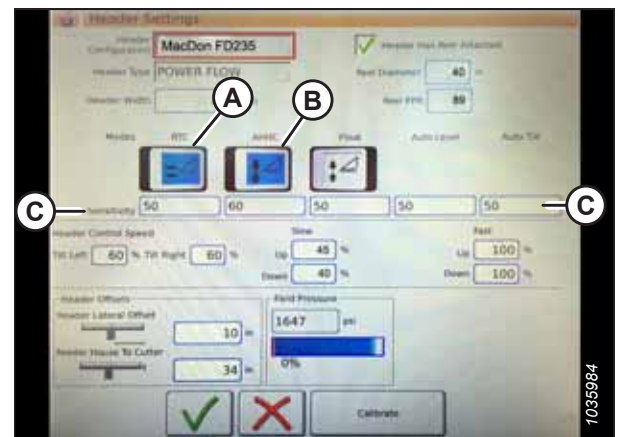 Header Settings
Header
Configuration MacDon FD235
Header Has Reel Attached
Header Type POWER FLOW
Reel Diameter 40 in
Header Width
Reel PPR 89
A
B
Modes RTC AHHC Float Auto Level Auto Tilt
C Sensitivity 50 60 50 50 50 C
Header Control Speed
Slow
Fast
Tilt Left 60 % Tilt Right 60 %
Up 45 %
Up 100 %
Down 40 %
Down 100 %
Header Offsets
Field Pressure
Header Lateral Offset
1647 psi
10 in
Feeder House To Cutter
0%
34 in
Calibrate
1035984